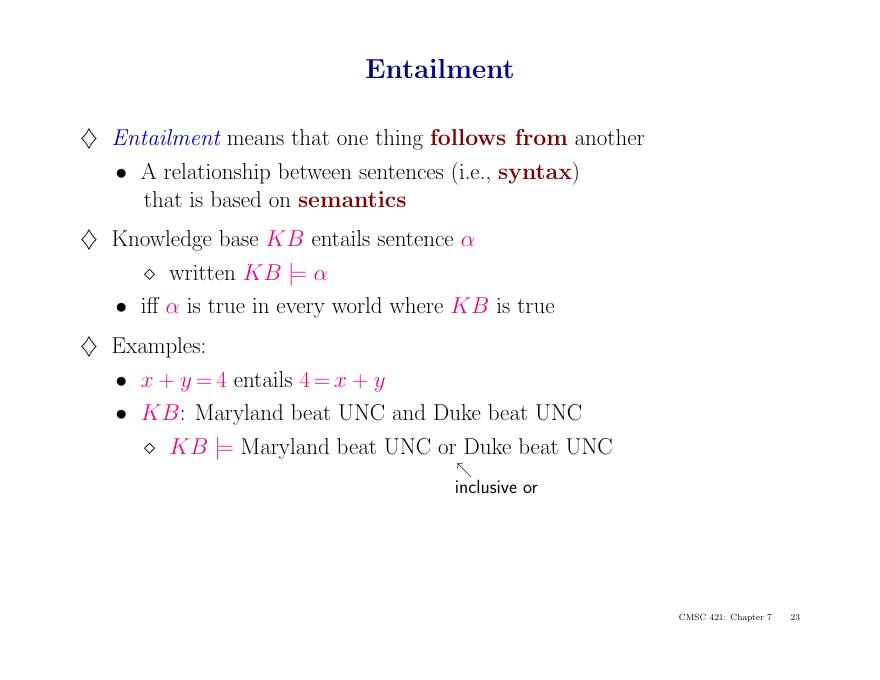 Entailment
♢ Entailment means that one thing follows from another
• A relationship between sentences (i.e., syntax)
that is based on semantics
♢ Knowledge base KB entails sentence α
⋄ written KB ⊨ α
• iff α is true in every world where KB is true
♢ Examples:
• x + y = 4 entails 4 = x + y
• KB: Maryland beat UNC and Duke beat UNC
⋄ KB ⊨ Maryland beat UNC or Duke beat UNC
inclusive or
CMSC 421: Chapter 7 23